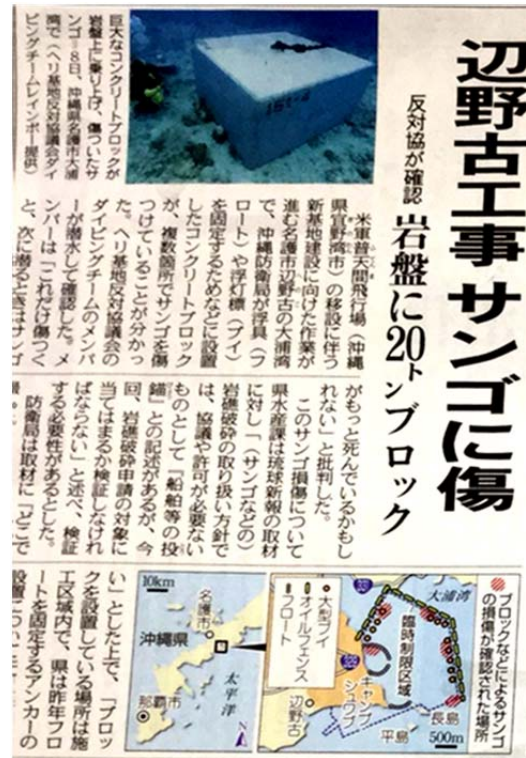 辺野古工事 サンゴに傷
反対協が確認 岩盤に20トンブロック
巨大なコンクリートブロックが
岩盤上に乗り上げ、傷ついたサ
ンゴ=8日、沖縄県名護市大浦
湾で(ヘリ基地反対協議会ダイ
ビングチームレインボー提供)
米軍普天間飛行場(沖縄
県宜野湾市)の移設に伴う
新基地建設に向けた作業が
進む名護市辺野古の大浦湾
で、沖縄防衛局が浮具(フ
ロート)や浮灯標(ブイ)
を固定するためなどに設置
したコンクリートブロック
が、複数箇所でサンゴを傷
つけていることが分かっ
た。ヘリ基地反対協議会の
ダイビングチームのメンバ
ーが潜水して確認した。メ
ンバーは「これだけ傷つく
と、次に潜るときはサンゴ
がもっと死んでいるかもし
れない」と批判した。
このサンゴ損傷について
県水産課は琉球新報の取材
に対し「(サンゴなどの)
岩礁破砕の取り扱い方針で
は、協議や許可が必要ない
ものとして『船舶等の投
錨』との記述があるが、今
回、岩礁破砕申請の対象に
当てはまるか検証しなけれ
ばならない」と述べ、検証
する必要性があるとした。
防衛局は取材に「どこで
い」とした上で、「ブロッ
クを設置している場所は施
工区域内で、県は昨年フロ
ートを固定するアンカーの
ブロックなどによるサンゴ
の損傷が確認された場所
大浦湾
臨時制限区域
大型ブイ
オイルフェンス
フロート
キャンプ
シュワブ
辺野古
長島
平島
500m
331
329
10km
名護市
沖縄県
太平洋
那覇市
N